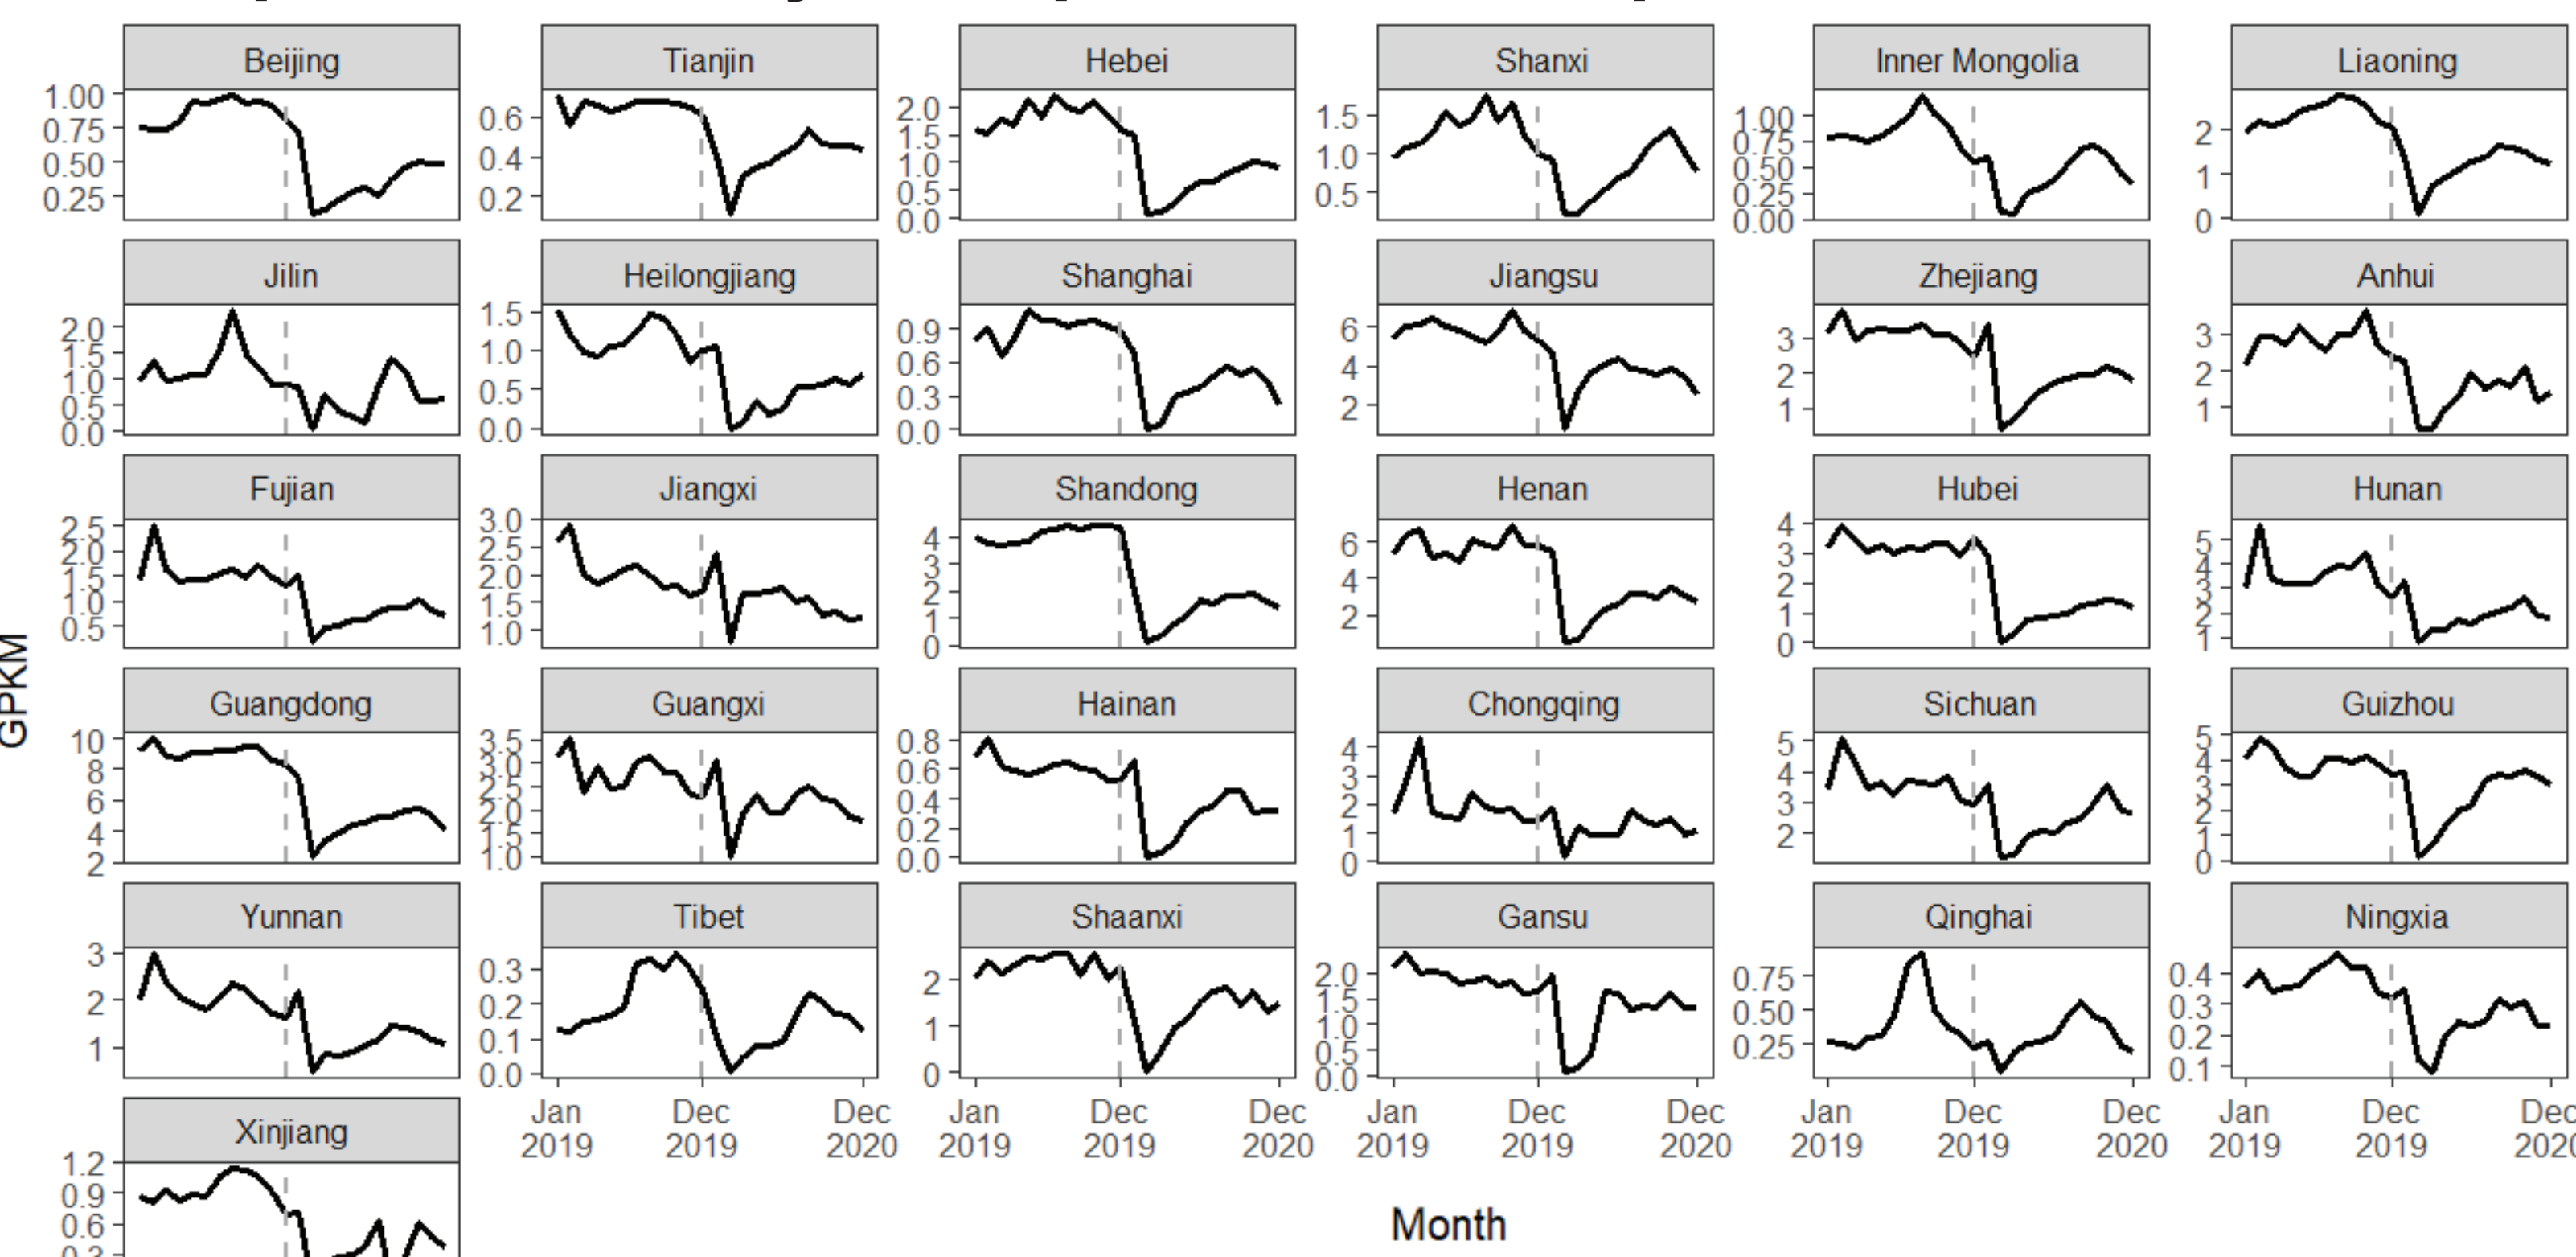 Beijing Tianjin Hebei Shanxi Inner Mongolia Liaoning
1.00 0.75 0.50 0.25
0.6 0.4 0.2
2.0 1.5 1.0 0.5 0.0
1.5 1.0 0.5
1.00 0.75 0.50 0.25 0.00
2 1 0
Jilin Heilongjiang Shanghai Jiangsu Zhejiang Anhui
2.0 1.5 1.0 0.5 0.0
1.5 1.0 0.5 0.0
0.9 0.6 0.3 0.0
6 4 2
3 2 1
3 2 1
Fujian Jiangxi Shandong Henan Hubei Hunan
2.5 2.0 1.5 1.0 0.5
3.0 2.5 2.0 1.5 1.0
4 3 2 1 0
6 4 2
4 3 2 1 0
5 4 3 2 1
GPKM
Guangdong Guangxi Hainan Chongqing Sichuan Guizhou
10 8 6 4 2
3.5 3.0 2.5 2.0 1.5 1.0
0.8 0.6 0.4 0.2 0.0
4 3 2 1 0
5 4 3 2
5 4 3 2 1 0
Yunnan Tibet Shaanxi Gansu Qinghai Ningxia
3 2 1
0.3 0.2 0.1 0.0
2 1 0
2.0 1.5 1.0 0.5 0.0
0.75 0.50 0.25
0.4 0.3 0.2 0.1
Jan Dec Dec Jan Dec Dec Jan Dec Dec Jan Dec Dec Jan Dec Dec
2019 2019 2020 2019 2019 2020 2019 2019 2020 2019 2019 2020 2019 2019
Xinjiang
1.2 0.9 0.6 0.3
Month